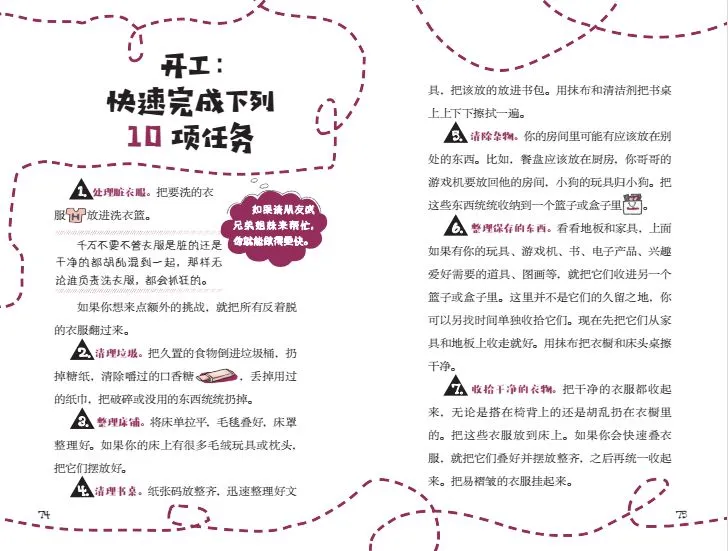 开工：
快速完成下列
10 项任务
1. 处理脏衣服。把要洗的衣
服放进洗衣篮。
如果请朋友或
兄弟姐妹来帮忙，
你就能做得更快。
千万不要不管衣服是脏的还是
干净的都胡乱混到一起，那样无
论谁负责洗衣服，都会抓狂的。
如果你想来点额外的挑战，就把所有反着脱
的衣服翻过来。
2. 清理垃圾。把久置的食物倒进垃圾桶，扔
掉糖纸，清除嚼过的口香糖，丢掉用过
的纸巾，把破碎或没用的东西统统扔掉。
3. 整理床铺。将床单拉平，毛毯叠好，床罩
整理好。如果你的床上有很多毛绒玩具或枕头，
把它们摆放好。
4. 清理书桌。纸张码放整齐，迅速整理好文
74
具，把该放的放进书包。用抹布和清洁剂把书桌
上上下下擦拭一遍。
5. 清除杂物。你的房间里可能有应该放在别
处的东西。比如，餐盘应该放在厨房，你哥哥的
游戏机要放回他的房间，小狗的玩具归小狗。把
这些东西统统收纳到一个篮子或盒子里。
6. 整理保存的东西。看看地板和家具，上面
如果有你的玩具、游戏机、书、电子产品、兴趣
爱好需要的道具、图画等，就把它们收进另一个
篮子或盒子里。这里并不是它们的久留之地，你
可以另找时间单独收拾它们。现在先把它们从家
具和地板上收走就好。用抹布把衣橱和床头桌擦
干净。
7. 收拾干净的衣物。把干净的衣服都收起
来，无论是搭在椅背上的还是胡乱扔在衣橱里
的。把这些衣服放到床上。如果你会快速叠衣
服，就把它们叠好并摆放整齐，之后再统一收起
来。把易褶皱的衣服挂起来。
75